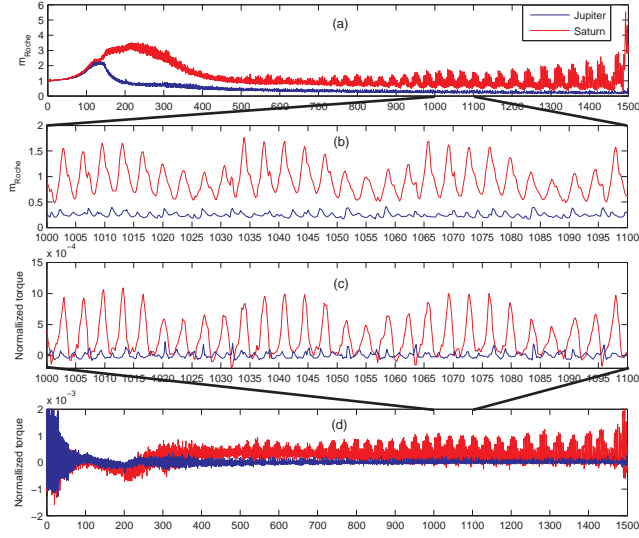 (a)
Jupiter
Saturn
m_Roche
6
5
4
3
2
1
0
0 100 200 300 400 500 600 700 800 900 1000 1100 1200 1300 1400 1500
(b)
m_Roche
2
1.5
1
0.5
0
1000 1005 1010 1015 1020 1025 1030 1035 1040 1045 1050 1055 1060 1065 1070 1075 1080 1085 1090 1095 1100
x 10⁻⁴
(c)
Normallized torque
15
10
5
0
1000 1005 1010 1015 1020 1025 1030 1035 1040 1045 1050 1055 1060 1065 1070 1075 1080 1085 1090 1095 1100
x 10⁻³
(d)
Normallized torque
2
1
0
−1
−2
0 100 200 300 400 500 600 700 800 900 1000 1100 1200 1300 1400 1500